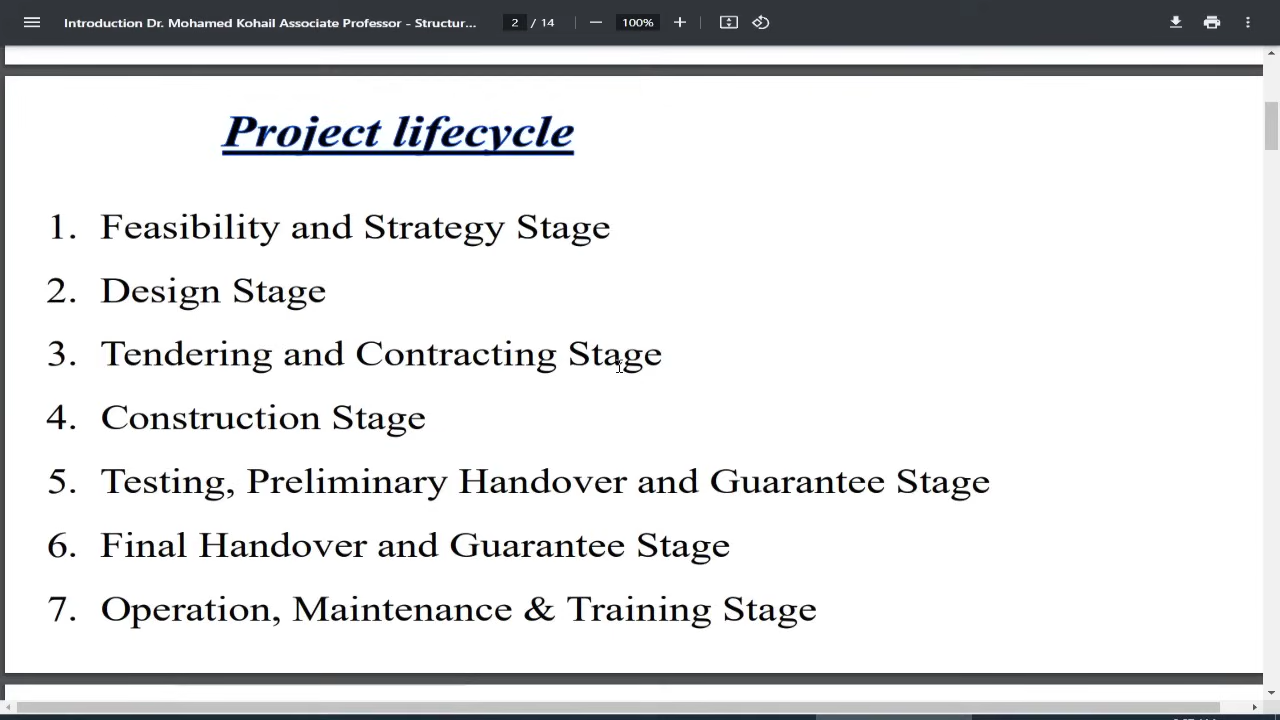 Introduction Dr. Mohamed Kohail Associate Professor - Structur...
2 / 14
100%
Project lifecycle
1. Feasibility and Strategy Stage
2. Design Stage
3. Tendering and Contracting Stage
4. Construction Stage
5. Testing, Preliminary Handover and Guarantee Stage
6. Final Handover and Guarantee Stage
7. Operation, Maintenance & Training Stage